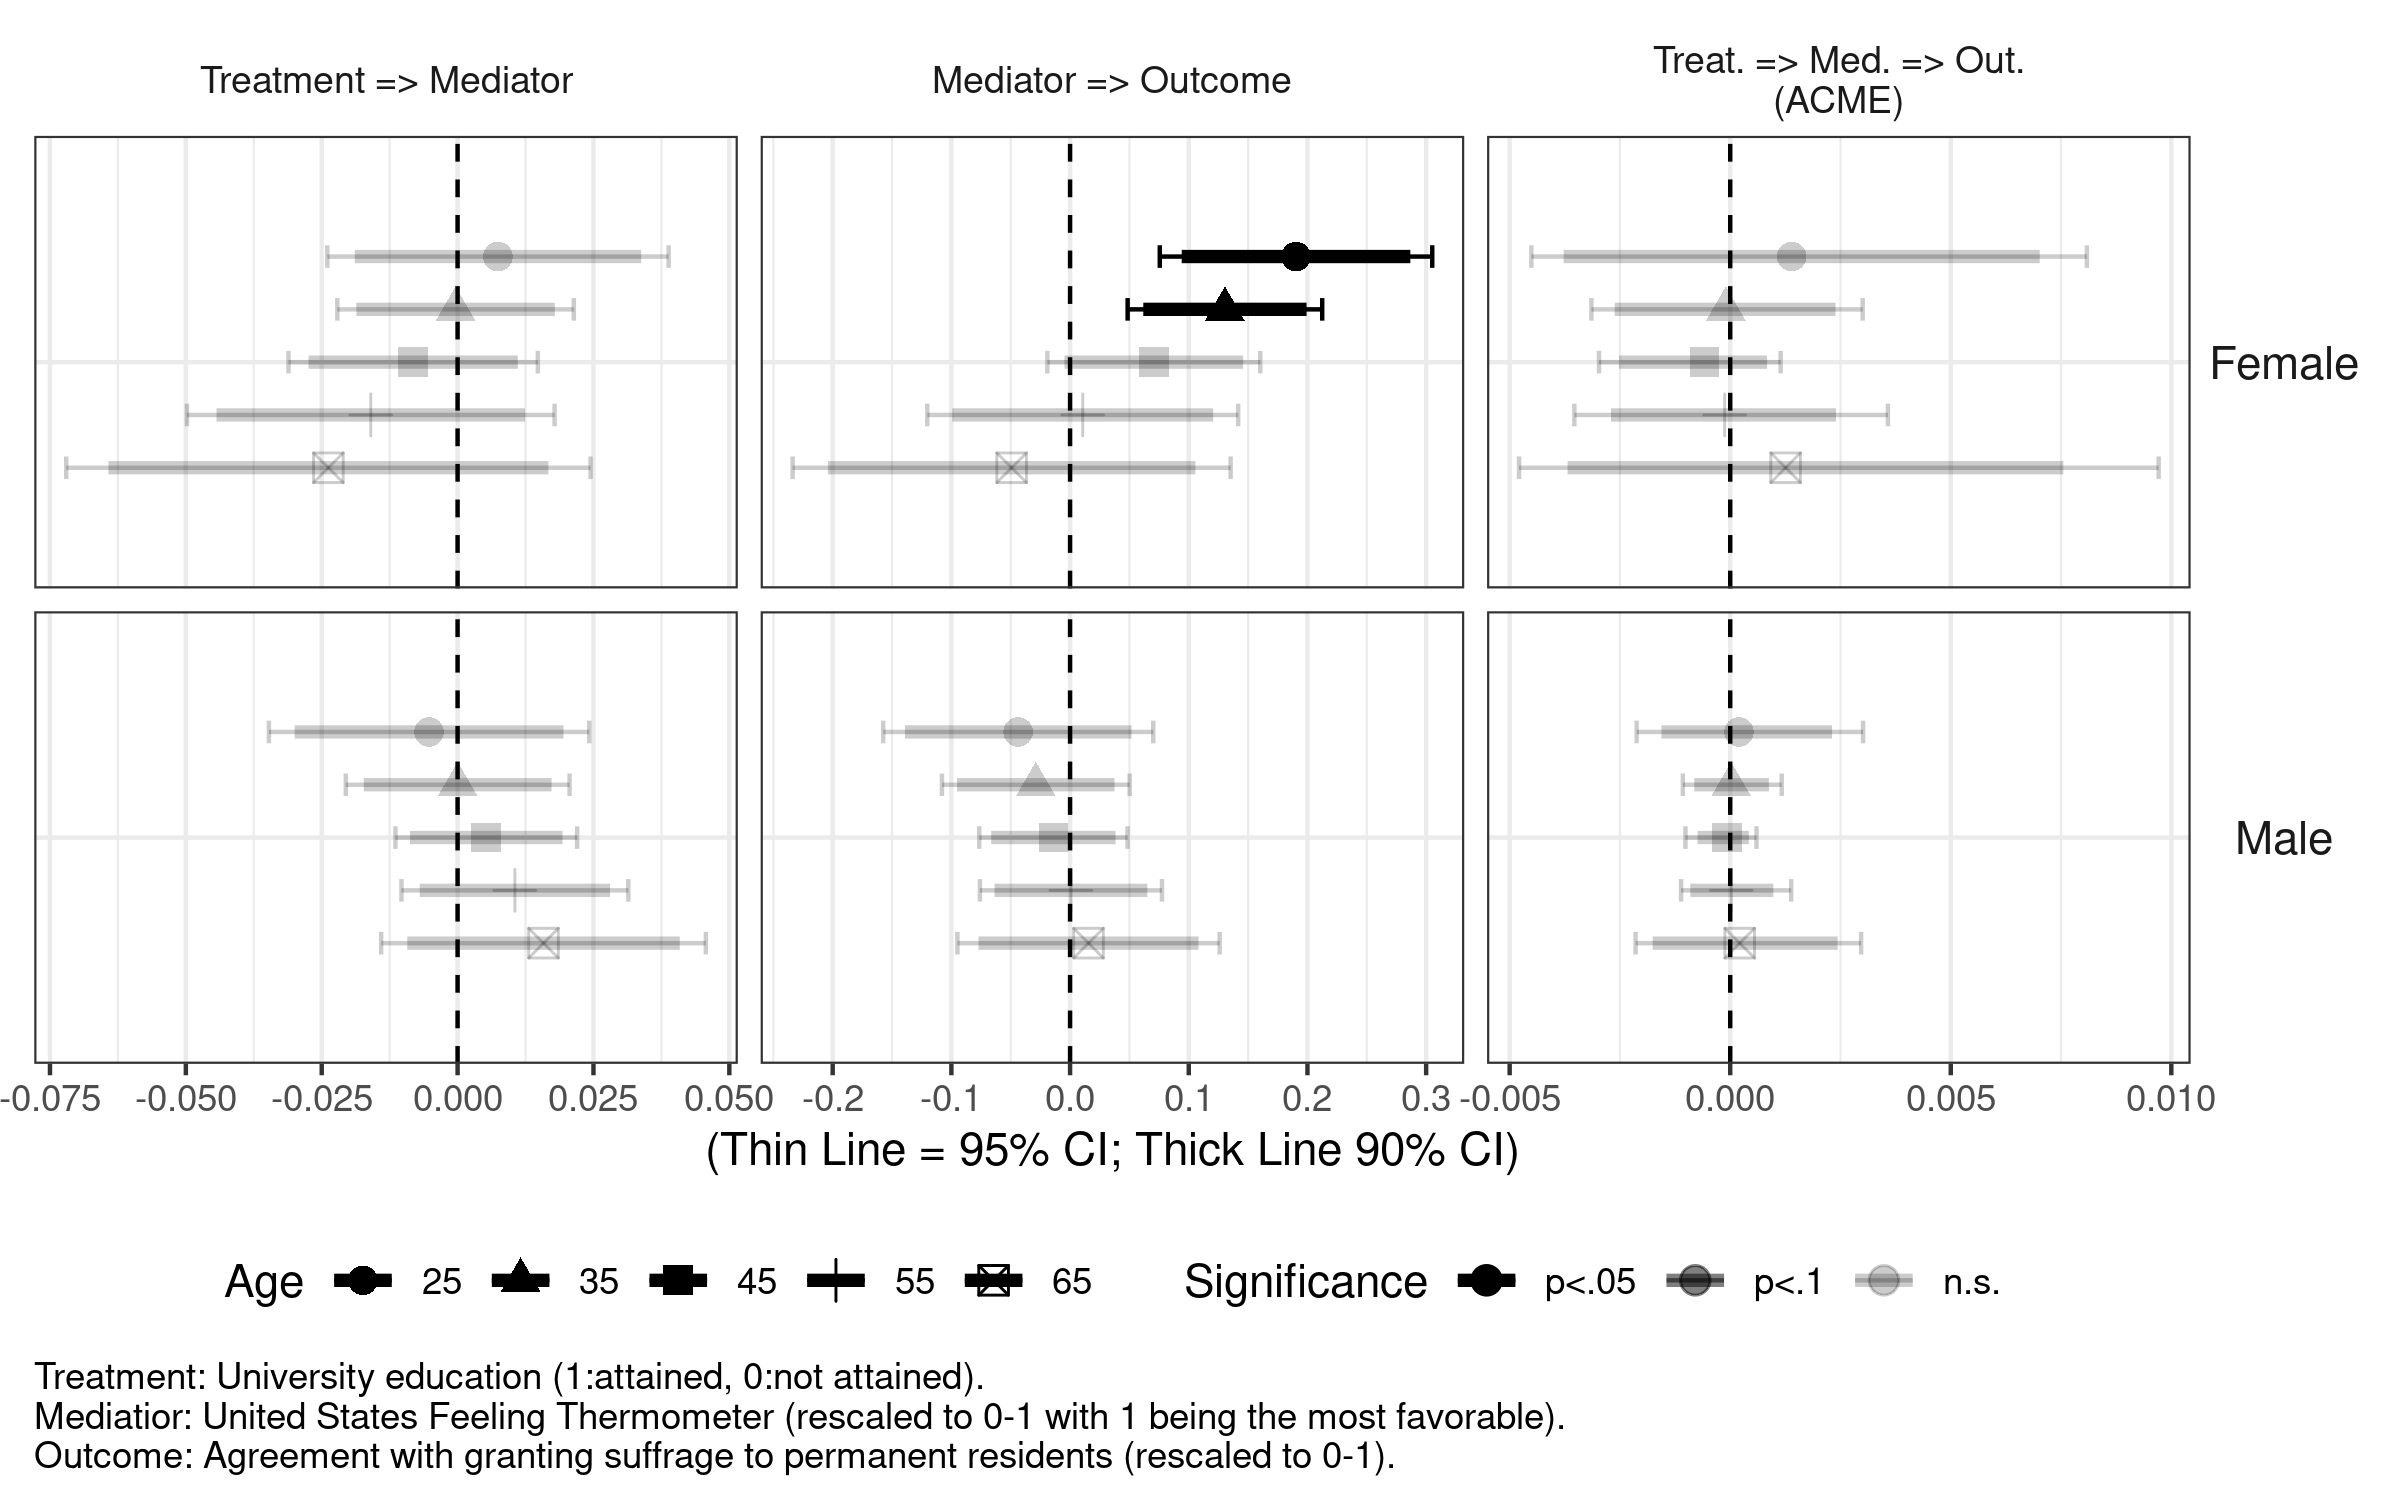 Treatment => Mediator
Mediator => Outcome
Treat. => Med. => Out.
(ACME)
Female
Male
-0.075 -0.050 -0.025 0.000 0.025 0.050 -0.2 -0.1 0.0 0.1 0.2 0.3 -0.005 0.000 0.005 0.010
(Thin Line = 95% CI; Thick Line 90% CI)
Age 25 35 45 55 65 Significance p<.05 p<.1 n.s.
Treatment: University education (1:attained, 0:not attained).
Mediatior: United States Feeling Thermometer (rescaled to 0-1 with 1 being the most favorable).
Outcome: Agreement with granting suffrage to permanent residents (rescaled to 0-1).